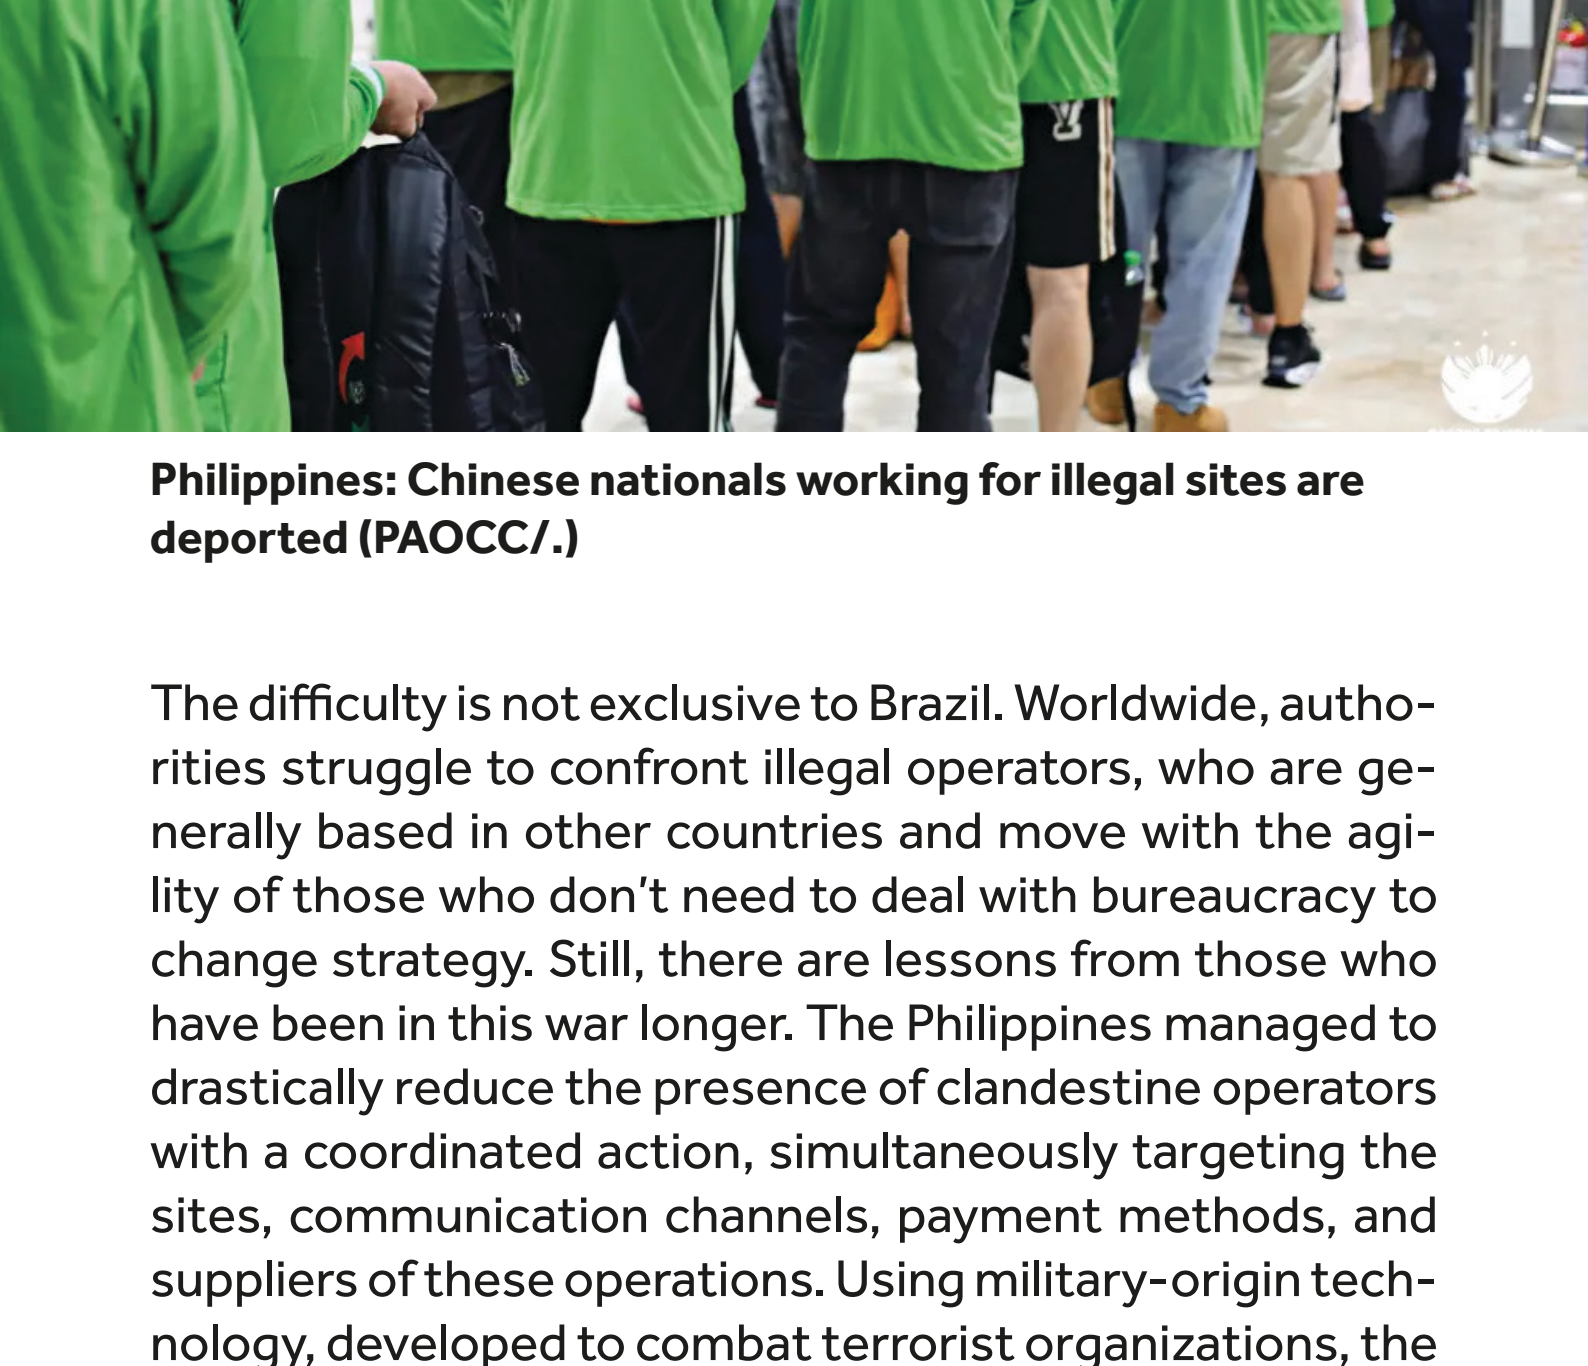 Philippines: Chinese nationals working for illegal sites are
deported (PAOCC/.)
The difficulty is not exclusive to Brazil. Worldwide, autho-
rities struggle to confront illegal operators, who are ge-
nerally based in other countries and move with the agi-
lity of those who don't need to deal with bureaucracy to
change strategy. Still, there are lessons from those who
have been in this war longer. The Philippines managed to
drastically reduce the presence of clandestine operators
with a coordinated action, simultaneously targeting the
sites, communication channels, payment methods, and
suppliers of these operations. Using military-origin tech-
nology, developed to combat terrorist organizations, the